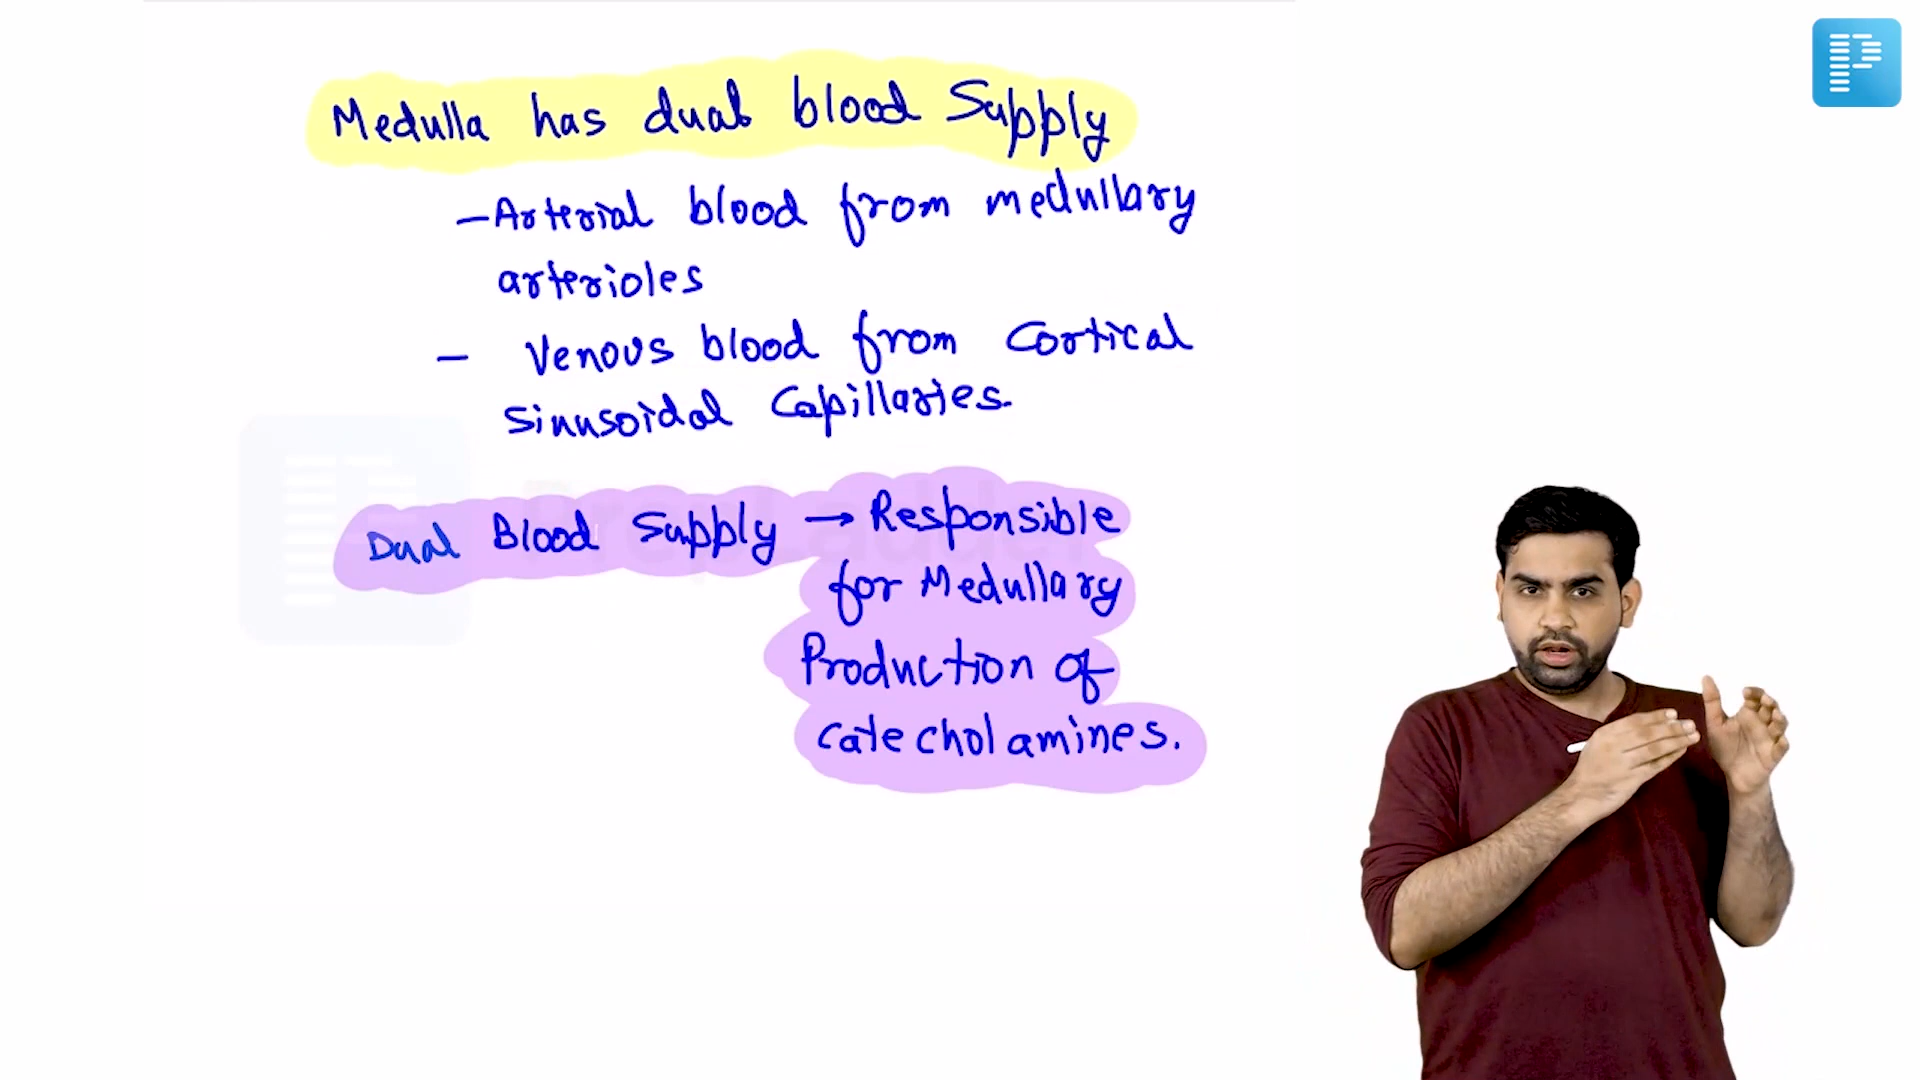 Medulla has dual blood Supply
- Arterial blood from medullary
arterioles
- Venous blood from Cortical
Sinusoidal Capillaries.
Dual Blood Supply → Responsible
for Medullary
Production of
catecholamines.
PrepLadder